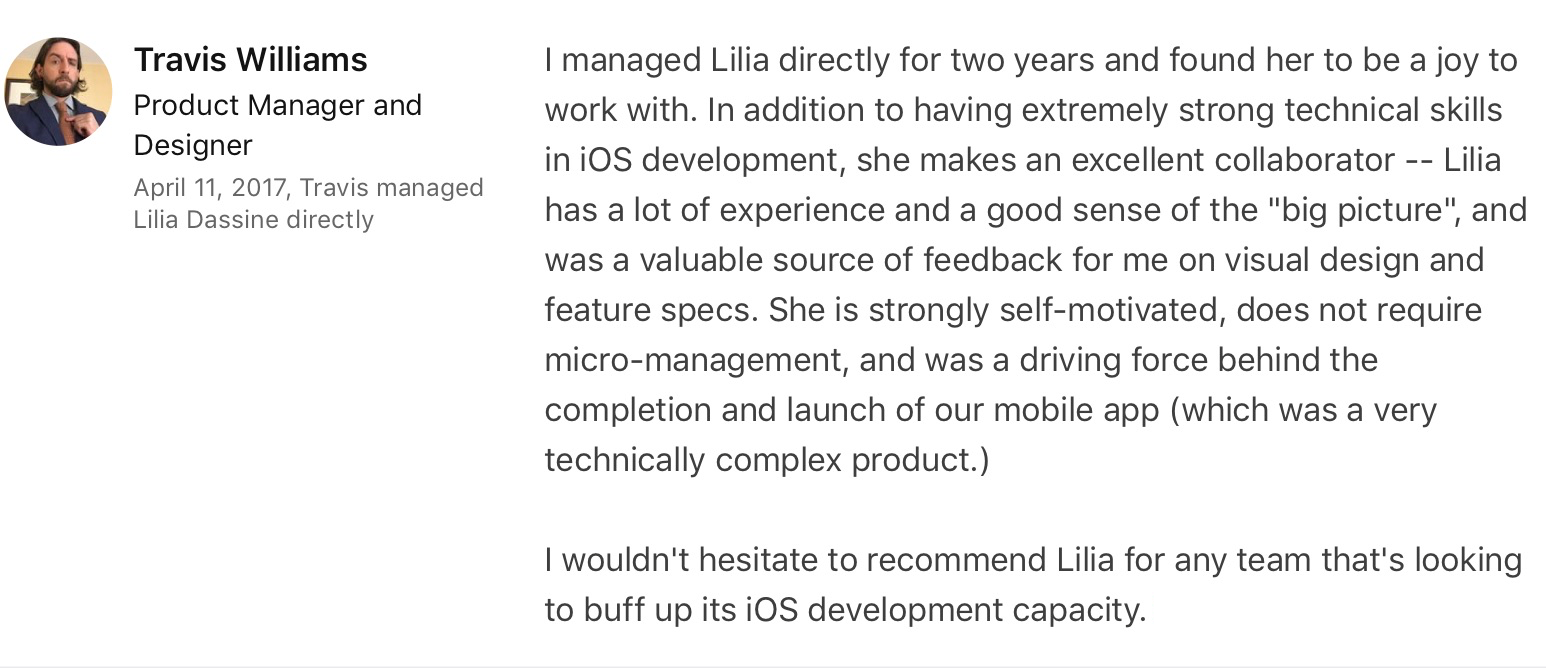 Travis Williams
Product Manager and
Designer
April 11, 2017, Travis managed
Lilia Dassine directly
I managed Lilia directly for two years and found her to be a joy to
work with. In addition to having extremely strong technical skills
in iOS development, she makes an excellent collaborator -- Lilia
has a lot of experience and a good sense of the "big picture", and
was a valuable source of feedback for me on visual design and
feature specs. She is strongly self-motivated, does not require
micro-management, and was a driving force behind the
completion and launch of our mobile app (which was a very
technically complex product.)
I wouldn't hesitate to recommend Lilia for any team that's looking
to buff up its iOS development capacity.